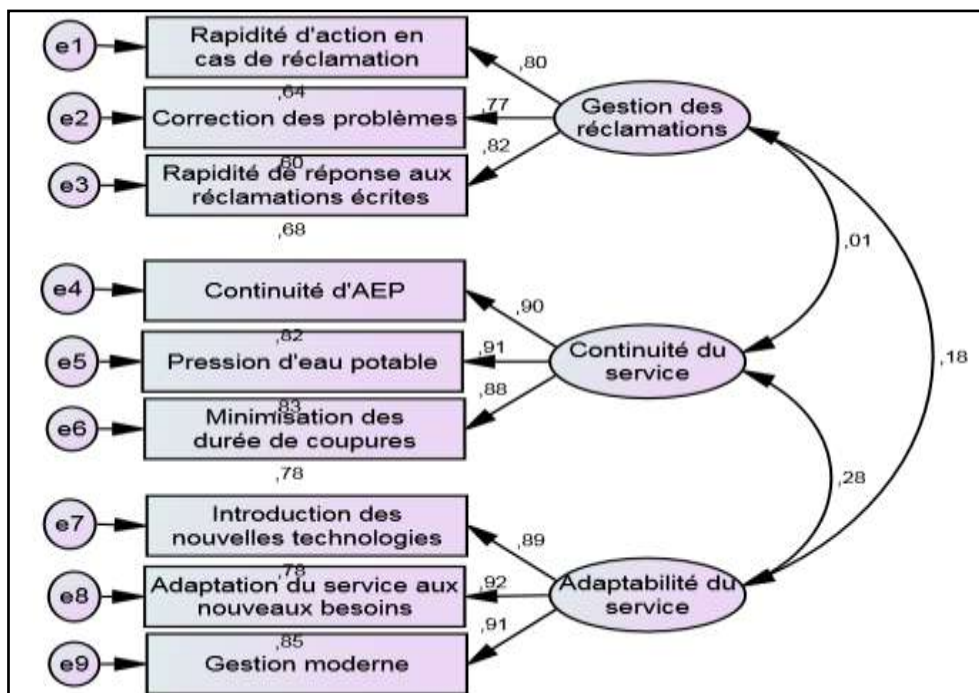 e1
Rapidité d'action en
cas de réclamation
,80
,64
e2
Correction des problèmes
,77
Gestion des
réclamations
,60
e3
Rapidité de réponse aux
réclamations écrites
,82
,68
,01
e4
Continuité d'AEP
,90
,82
e5
Pression d'eau potable
,91
Continuité du
service
,18
,83
e6
Minimisation des
durée de coupures
,88
,78
,28
e7
Introduction des
nouvelles technologies
,89
,78
e8
Adaptation du service aux
nouveaux besoins
,92
Adaptabilité du
service
,85
e9
Gestion moderne
,91